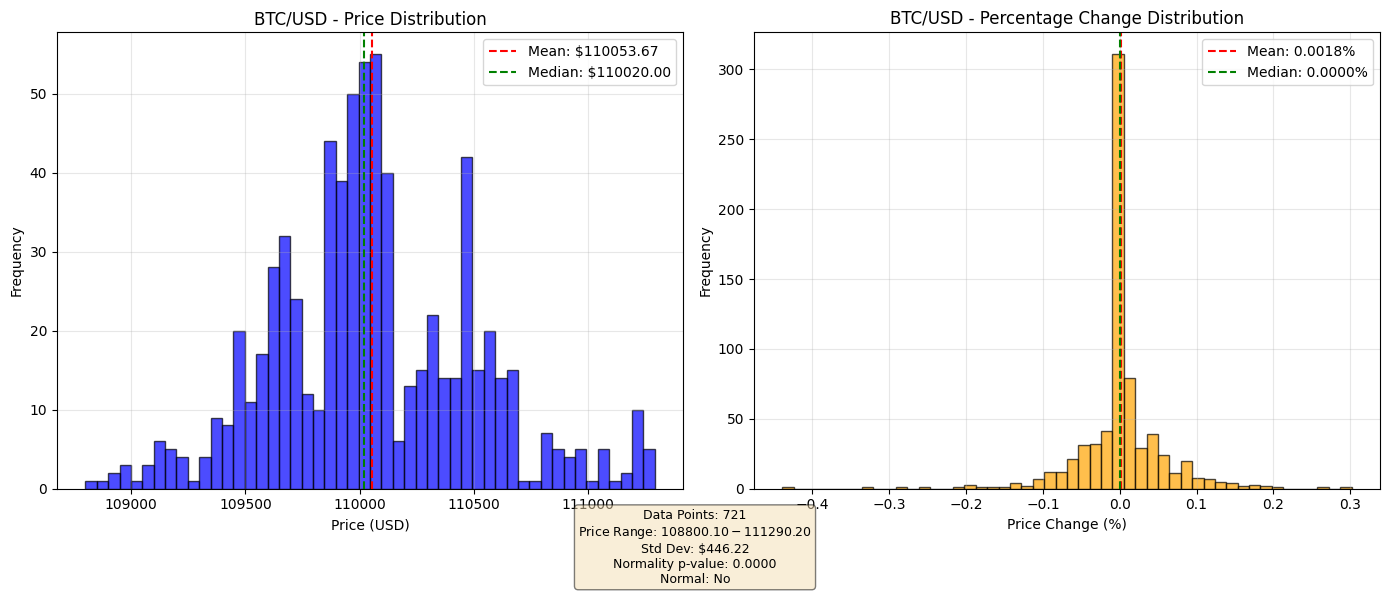 BTC/USD - Price Distribution
Mean: $110053.67
Median: $110020.00
Frequency
50
40
30
20
10
0
109000
109500
110000
110500
111000
Price (USD)
BTC/USD - Percentage Change Distribution
Mean: 0.0018%
Median: 0.0000%
Frequency
300
250
200
150
100
50
0
−0.4
−0.3
−0.2
−0.1
0.0
0.1
0.2
0.3
Price Change (%)
Data Points: 721
Price Range: 108800.10 − 111290.20
Std Dev: $446.22
Normality p-value: 0.0000
Normal: No